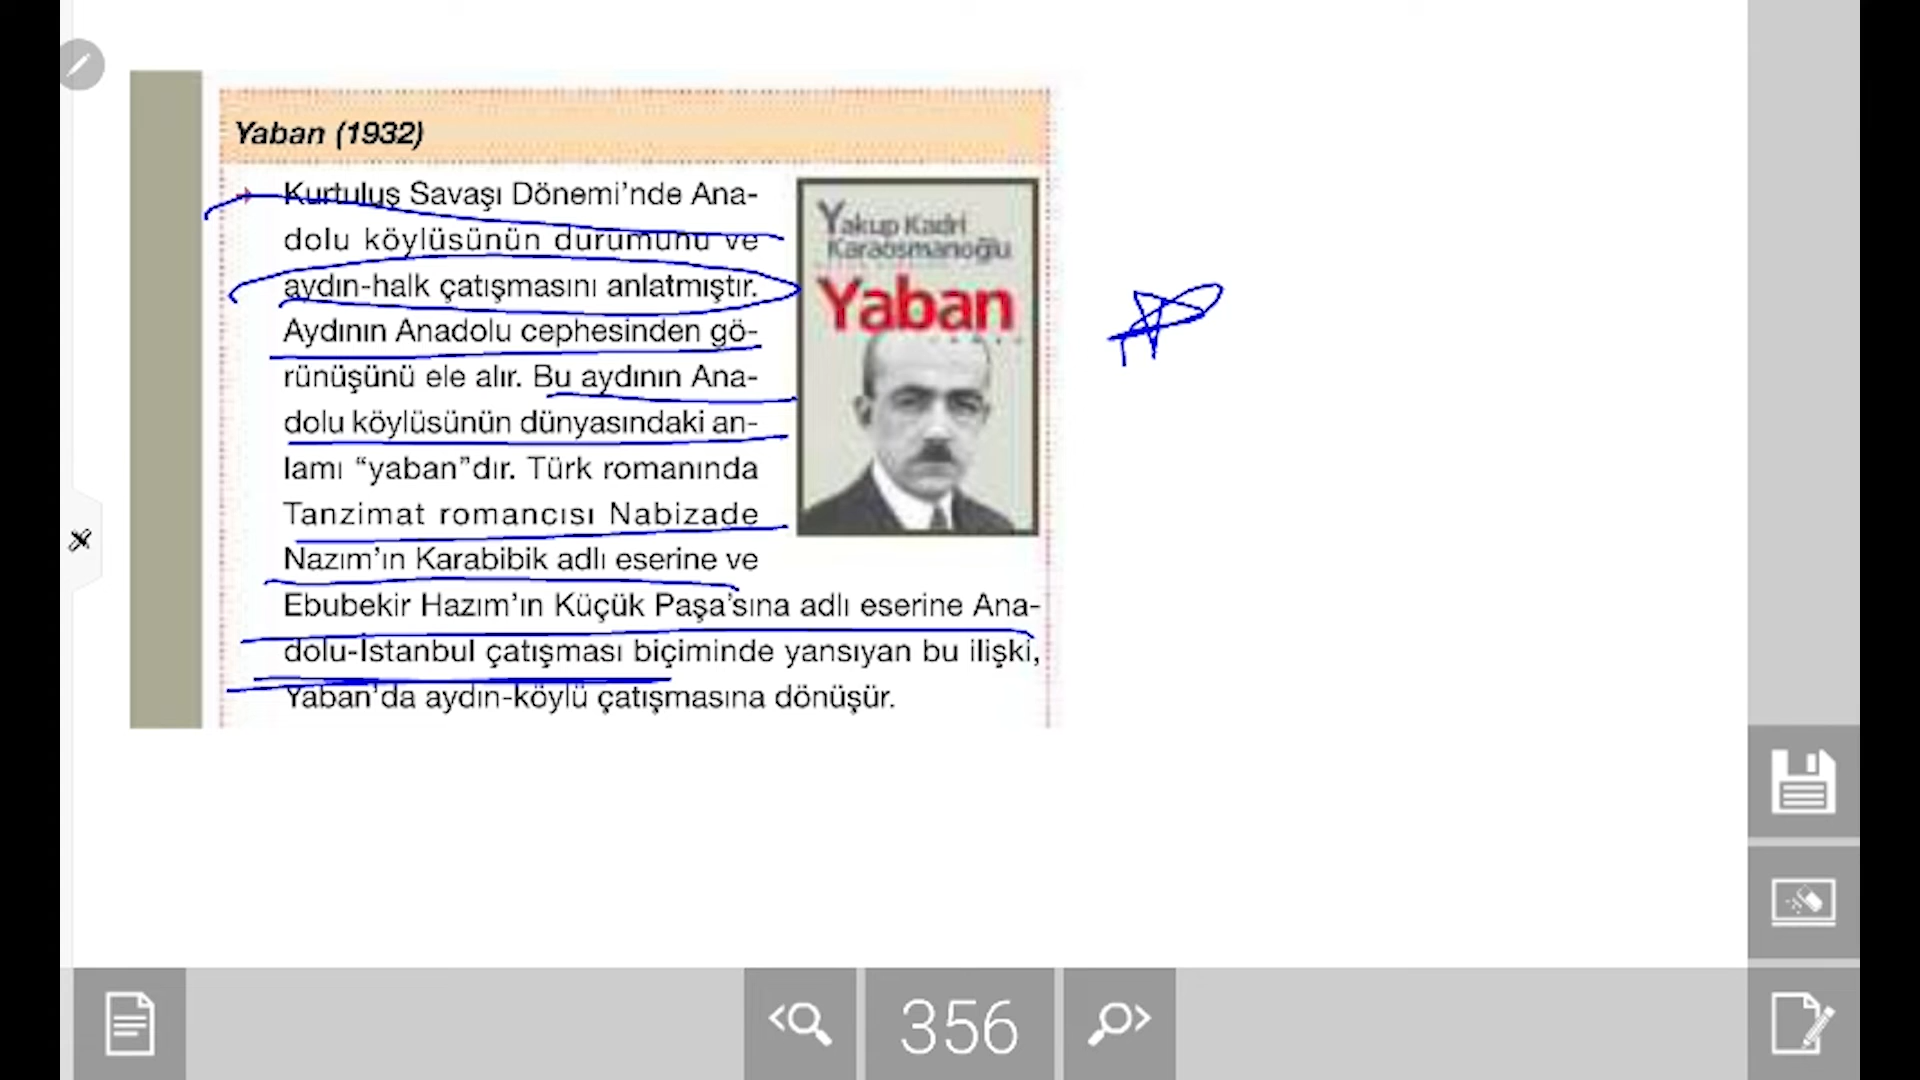 Yaban (1932)
Kurtuluş Savaşı Dönemi’nde Ana-
dolu köylüsünün durumunu ve
aydın-halk çatışmasını anlatmıştır.
Aydının Anadolu cephesinden gö-
rünüşünü ele alır. Bu aydının Ana-
dolu köylüsünün dünyasındaki an-
lamı “yaban”dır. Türk romanında
Tanzimat romancısı Nabizade
Nazım’ın Karabibik adlı eserine ve
Ebubekir Hazım’ın Küçük Paşa’sına adlı eserine Ana-
dolu-İstanbul çatışması biçiminde yansıyan bu ilişki,
Yaban’da aydın-köylü çatışmasına dönüşür.
Yakup Kadri
Karaosmanoğlu
Yaban
356